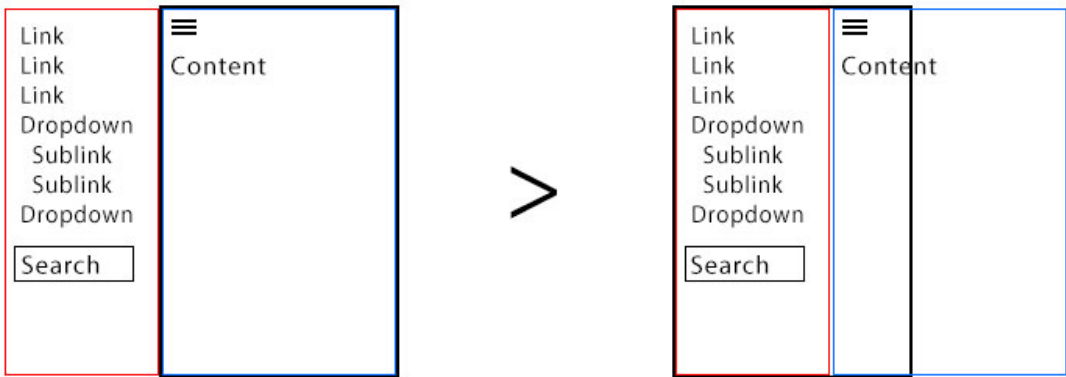 Link
Link
Link
Dropdown
Sublink
Sublink
Dropdown
Search
Content
>
Link
Link
Link
Dropdown
Sublink
Sublink
Dropdown
Search
Content